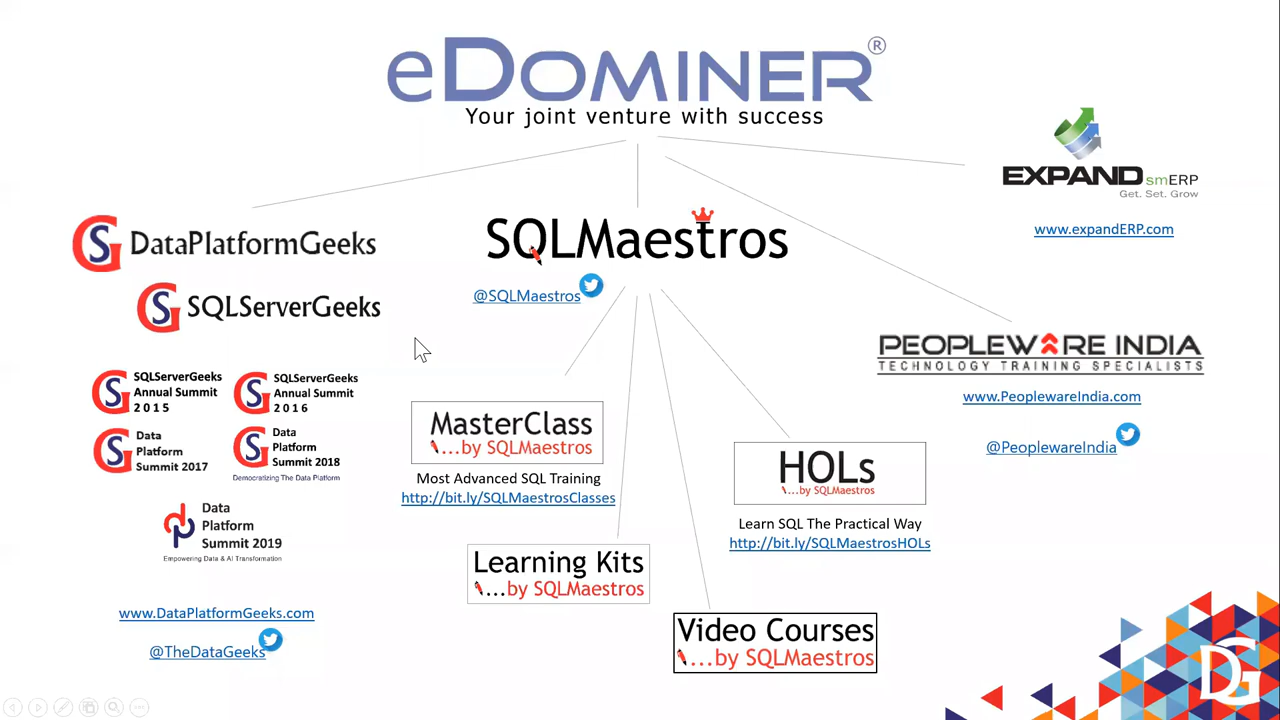 eDOMINER®
Your joint venture with success
EXPAND smERP
Get. Set. Grow
www.expandERP.com
DataPlatformGeeks
SQLServerGeeks
SQLServerGeeks
Annual Summit
2015
SQLServerGeeks
Annual Summit
2016
Data
Platform
Summit 2017
Data
Platform
Summit 2018
Democratizing The Data Platform
Data
Platform
Summit 2019
Empowering Data & AI Transformation
www.DataPlatformGeeks.com
@TheDataGeeks
SQLMaestros
@SQLMaestros
MasterClass
...by SQLMaestros
Most Advanced SQL Training
http://bit.ly/SQLMaestrosClasses
Learning Kits
...by SQLMaestros
Video Courses
...by SQLMaestros
HOLs
...by SQLMaestros
Learn SQL The Practical Way
http://bit.ly/SQLMaestrosHOLs
PEOPLEWARE INDIA
TECHNOLOGY TRAINING SPECIALISTS
www.PeoplewareIndia.com
@PeoplewareIndia
DG